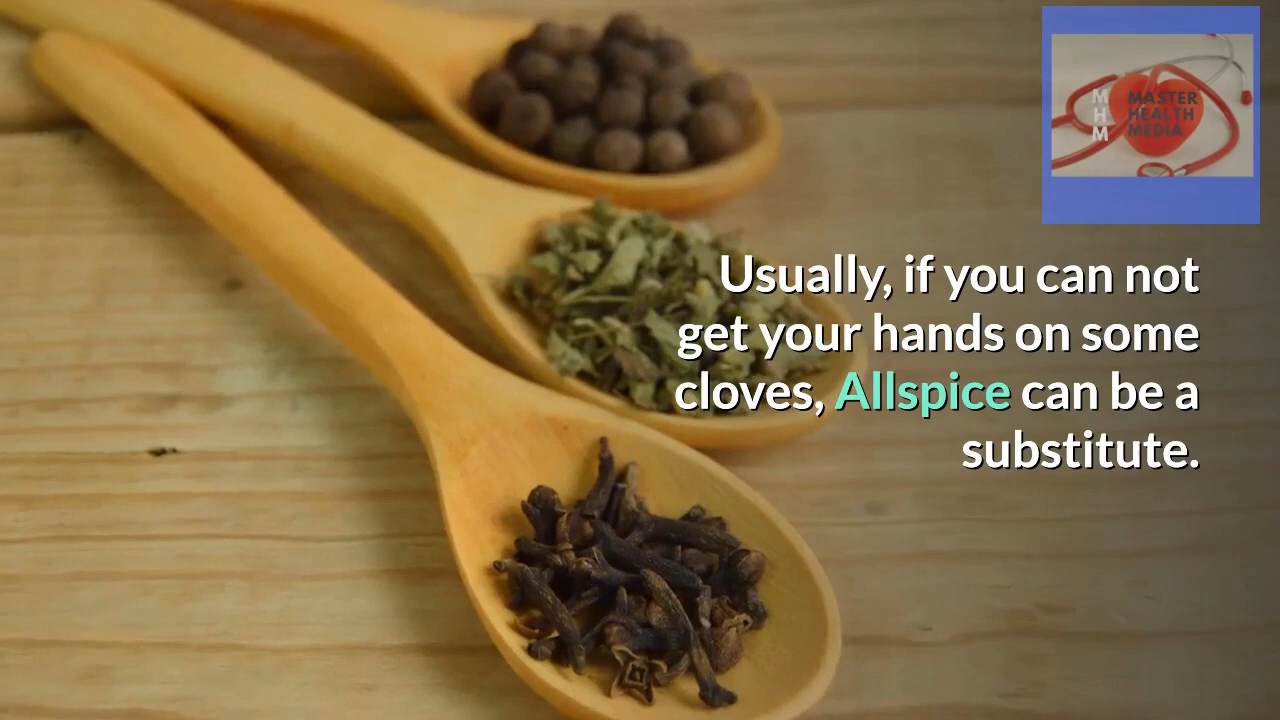 M
H
M
MASTER
HEALTH
MEDIA
Usually, if you can not
get your hands on some
cloves, Allspice can be a
substitute.